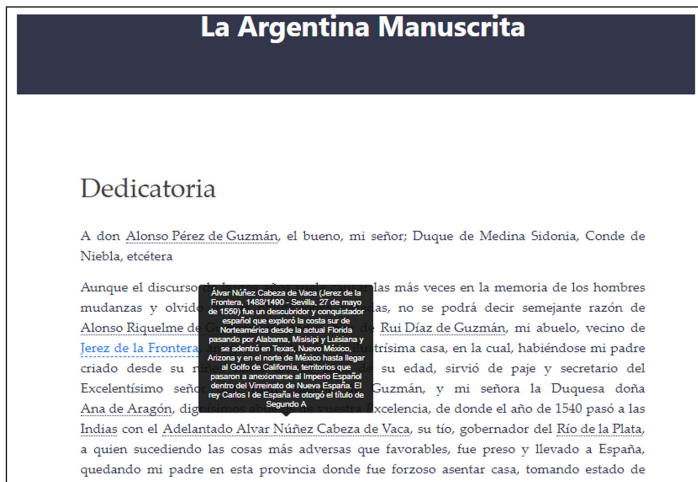 La Argentina Manuscrita
Dedicatoria
A don Alonso Pérez de Guzmán, el bueno, mi señor; Duque de Medina Sidonia, Conde de
Niebla, etcétera
Aunque el discurso las más veces en la memoria de los hombres
mudanzas y olvido no se podrá decir semejante razón de
Alonso Riquelme de Rui Díaz de Guzmán, mi abuelo, vecino de
Jerez de la Frontera casa, en la cual, habiéndose mi padre
criado desde su su edad, sirvió de paje y secretario del
Excelentísimo señor Guzmán, y mi señora la Duquesa doña
Ana de Aragón, Excelencia, de donde el año de 1540 pasó a las
Indias con el Adelantado Alvar Núñez Cabeza de Vaca, su tío, gobernador del Río de la Plata,
a quien sucediendo las cosas más adversas que favorables, fue preso y llevado a España,
quedando mi padre en esta provincia donde fue forzoso asentar casa, tomando estado de
Álvar Núñez Cabeza de Vaca (Jerez de la
Frontera, 1488/1490 - Sevilla, 27 de mayo
de 1559) fue un descubridor y conquistador
español que exploró la costa sur de
Norteamérica desde la actual Florida
pasando por Alabama, Misisipi y Luisiana y
se adentró en Texas, Nuevo México,
Arizona y en el norte de México hasta llegar
al Golfo de California, territorios que
pasaron a anexionarse al Imperio Español
dentro del Virreinato de Nueva España. El
rey Carlos I de España le otorgó el título de
Segundo A